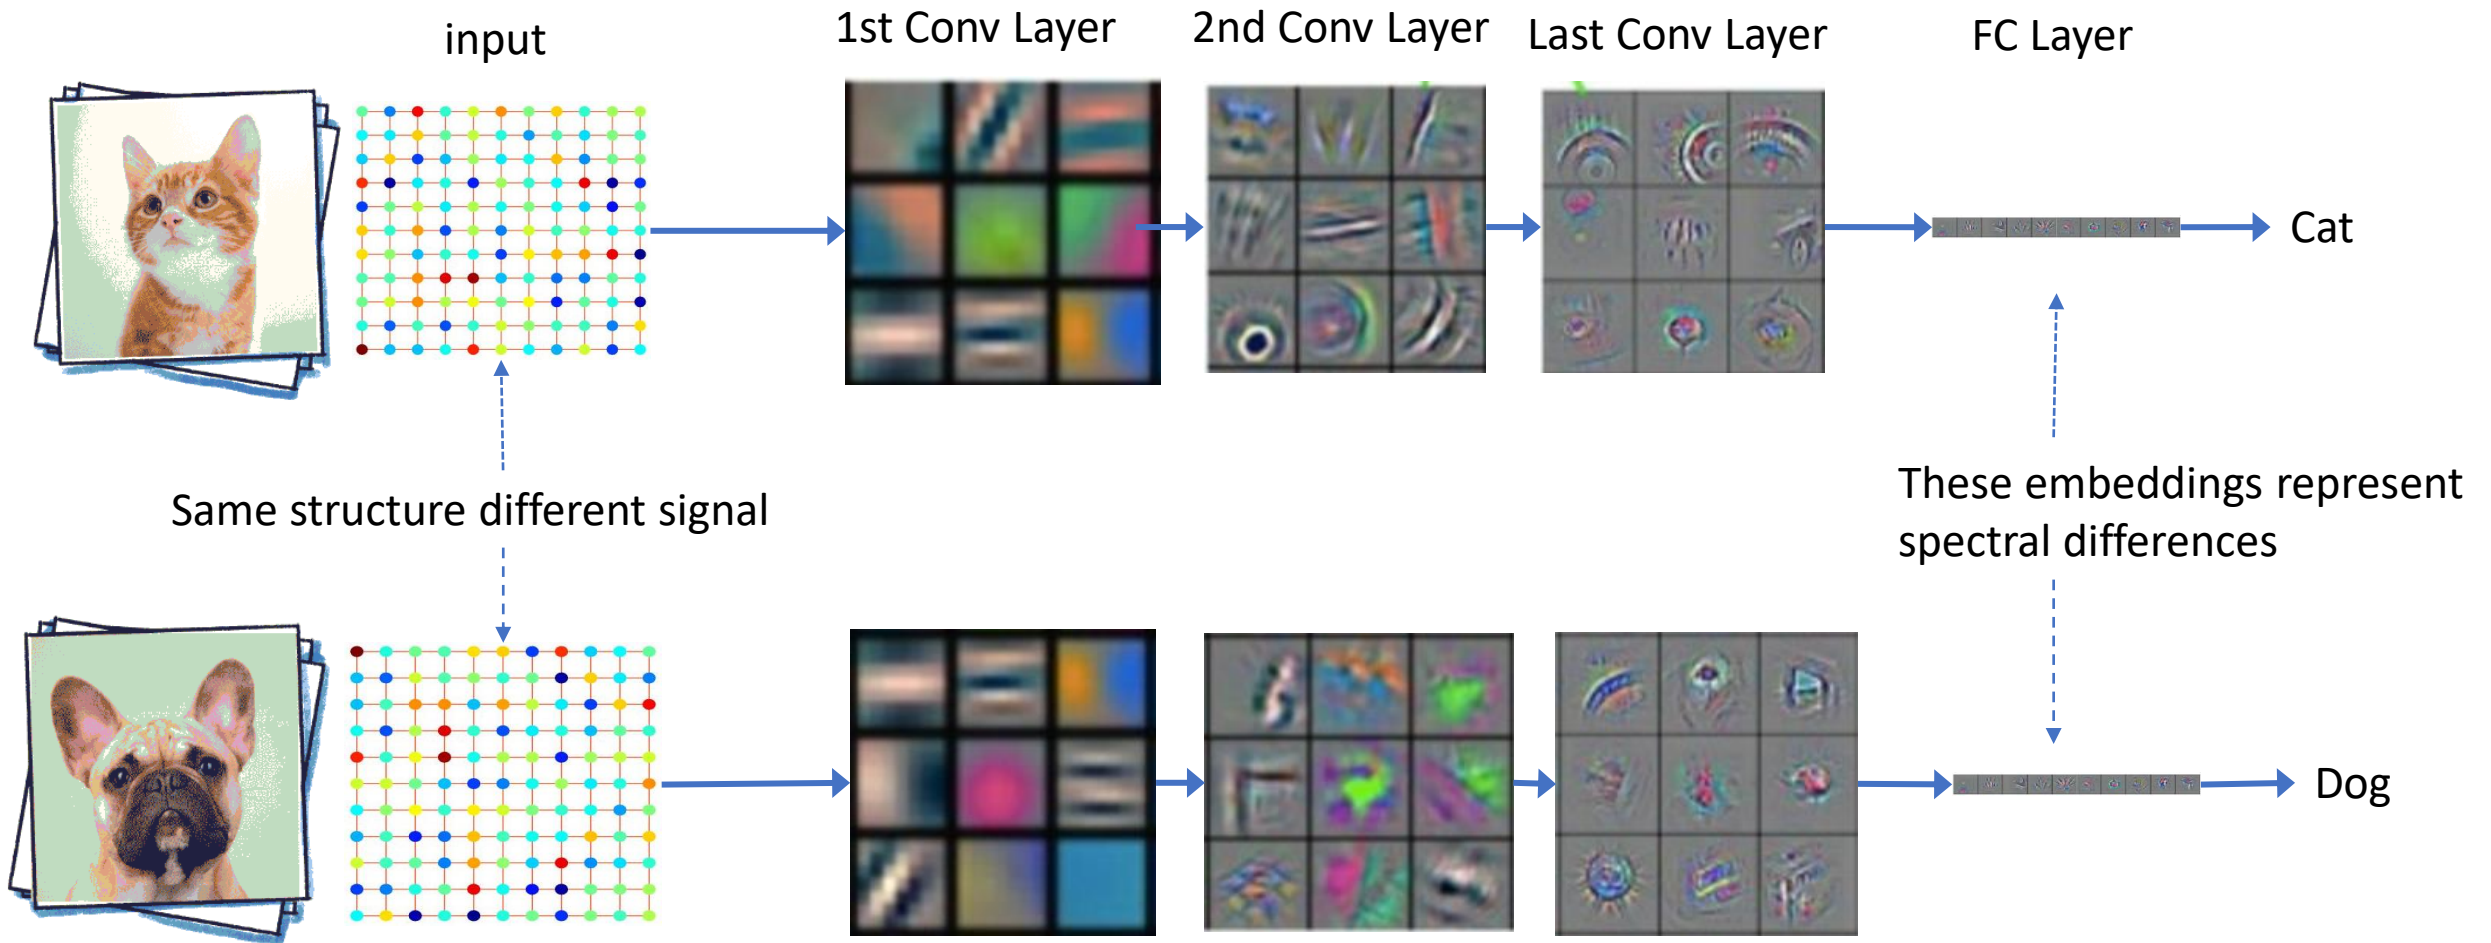 input
1st Conv Layer
2nd Conv Layer
Last Conv Layer
FC Layer
Cat
Same structure different signal
These embeddings represent
spectral differences
Dog